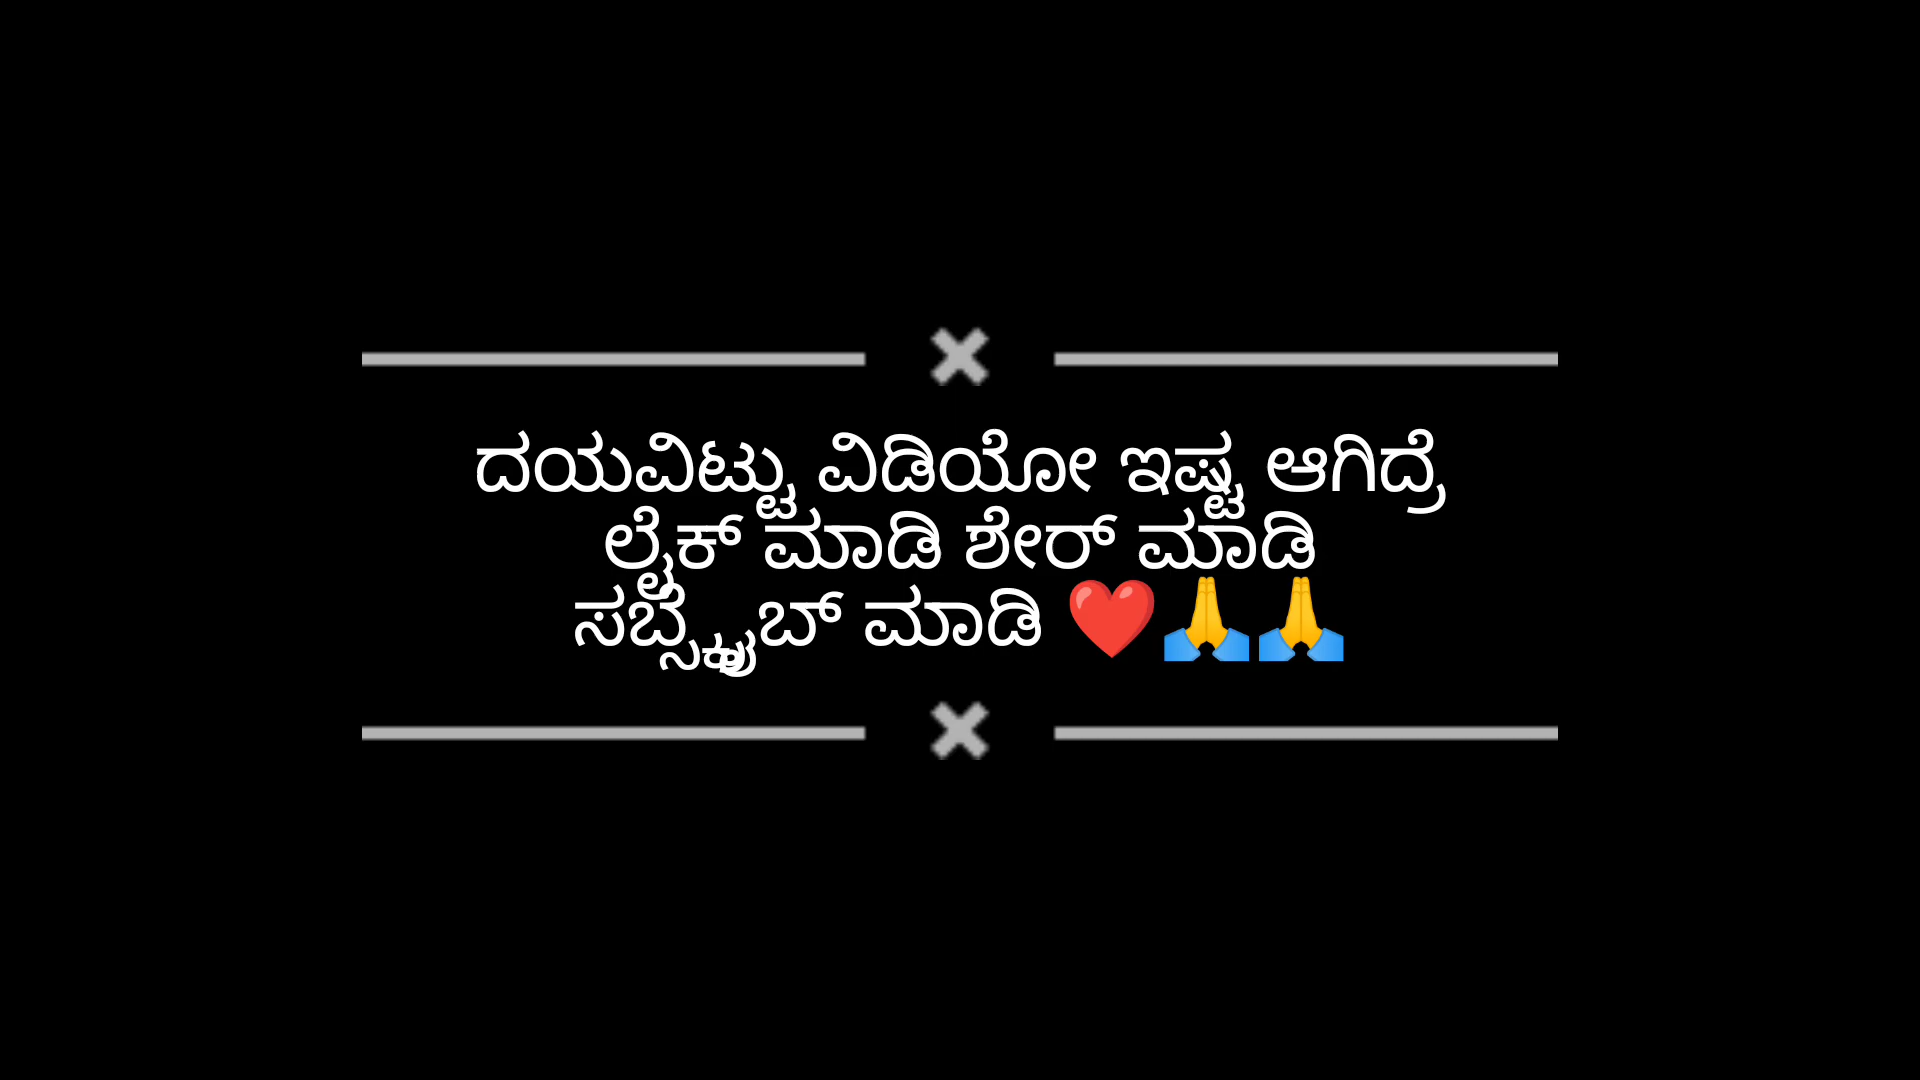 ದಯವಿಟ್ಟು ವಿಡಿಯೋ ಇಷ್ಟ ಆಗಿದ್ರೆ
ಲೈಕ್ ಮಾಡಿ ಶೇರ್ ಮಾಡಿ
ಸಬ್ಸ್ಕ್ರೈಬ್ ಮಾಡಿ ❤️🙏🙏